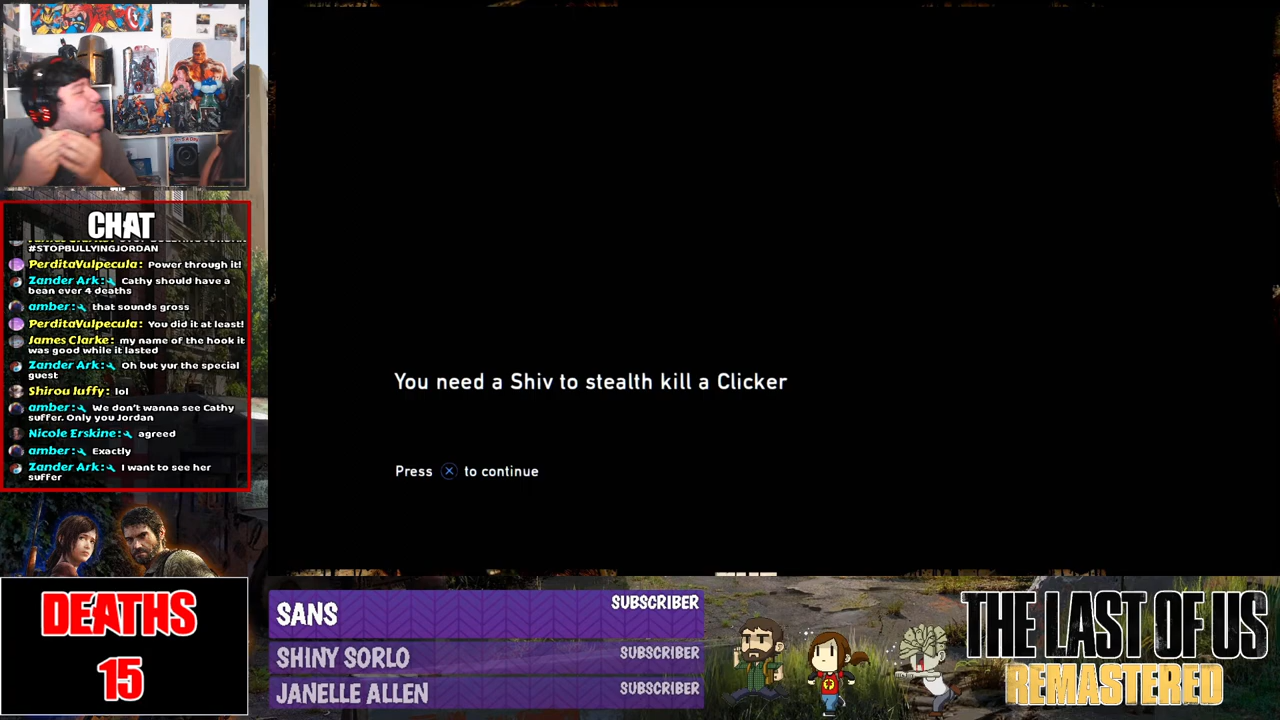 CHAT
#STOPBULLYINGJORDAN
PerditaVulpecula: Power through it!
Zander Ark: Cathy should have a
bean ever 4 deaths
amber: that sounds gross
PerditaVulpecula: You did it at least!
James Clarke: my name of the hook it
was good while it lasted
Zander Ark: Oh but yur the special
guest
Shirou luffy: lol
amber: We don't wanna see Cathy
suffer. Only you Jordan
Nicole Erskine: agreed
amber: Exactly
Zander Ark: I want to see her
suffer
You need a Shiv to stealth kill a Clicker
Press X to continue
DEATHS
15
SANS SUBSCRIBER
SHINY SORLO SUBSCRIBER
JANELLE ALLEN SUBSCRIBER
THE LAST OF US
REMASTERED